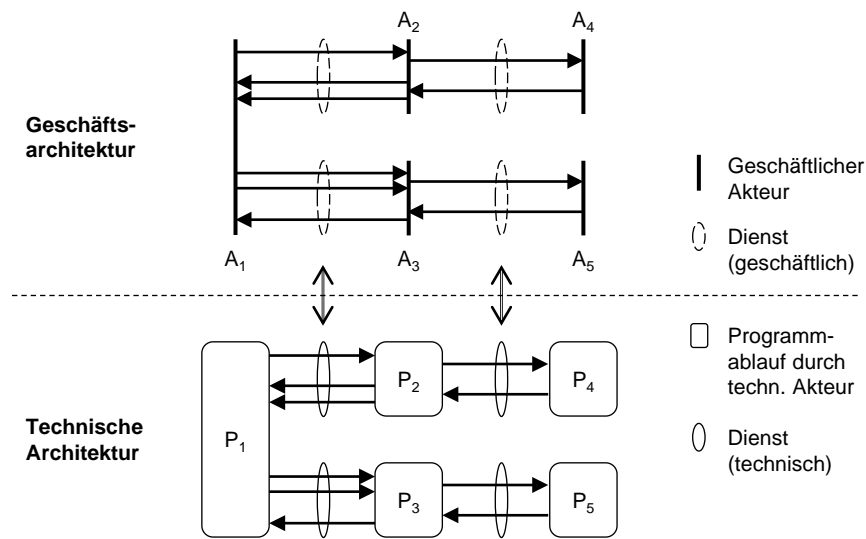 A2
A4
Geschäfts-
architektur
Geschäftlicher
Akteur
Dienst
(geschäftlich)
A1
A3
A5
Programm-
ablauf durch
techn. Akteur
P2
P4
Technische
Architektur
P1
Dienst
(technisch)
P3
P5